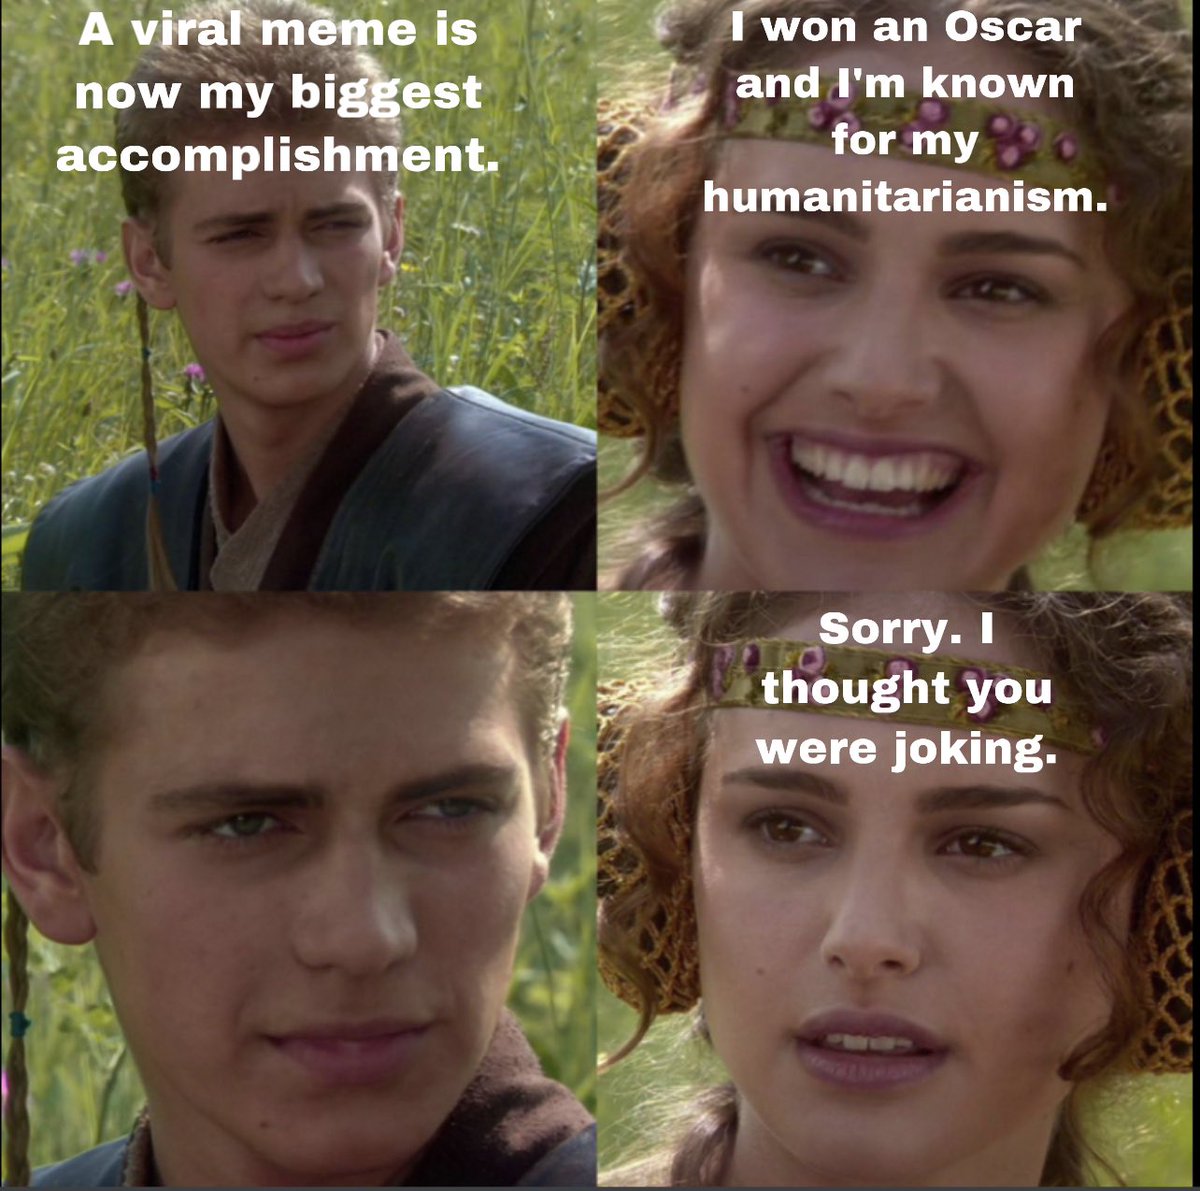 A viral meme is
now my biggest
accomplishment.
I won an Oscar
and I'm known
for my
humanitarianism.
Sorry. I
thought you
were joking.